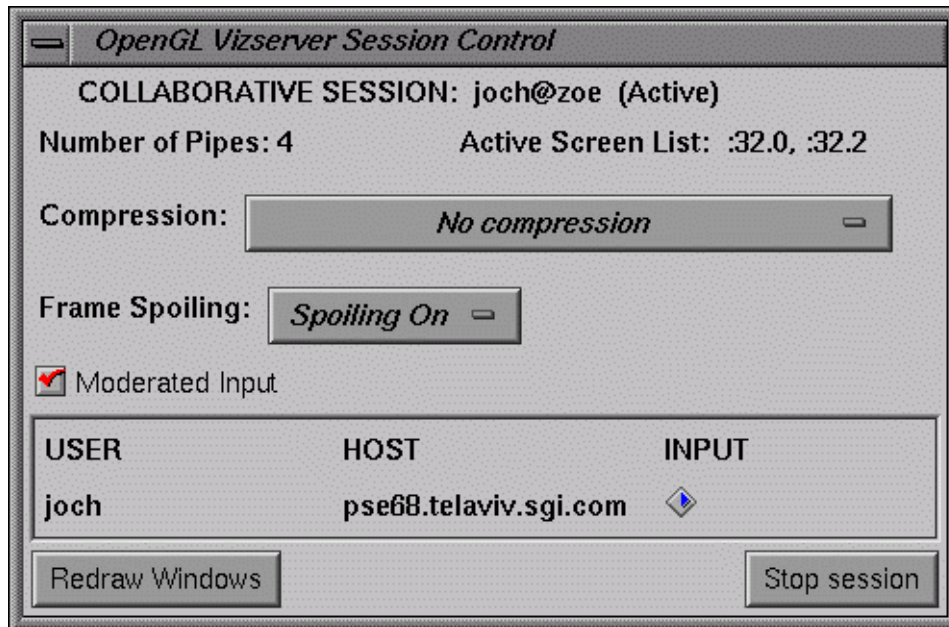 OpenGL Vizserver Session Control
COLLABORATIVE SESSION: joch@zoe (Active)
Number of Pipes: 4 Active Screen List: :32.0, :32.2
Compression: No compression
Frame Spoiling: Spoiling On
Moderated Input
USER HOST INPUT
joch pse68.telaviv.sgi.com
Redraw Windows Stop session